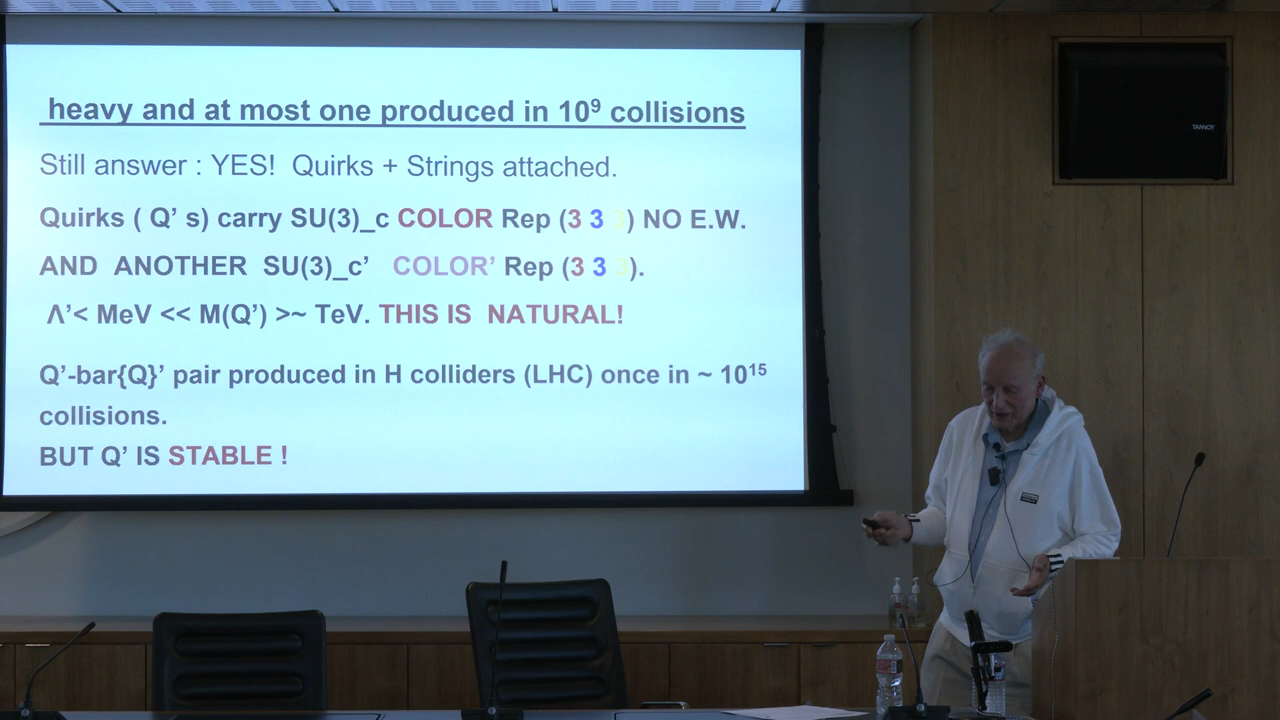 heavy and at most one produced in 10⁹ collisions
Still answer : YES! Quirks + Strings attached.
Quirks ( Q’ s) carry SU(3)_c COLOR Rep (3 3 3) NO E.W.
AND ANOTHER SU(3)_c’ COLOR’ Rep (3 3 3).
Λ’< MeV << M(Q’) >~ TeV. THIS IS NATURAL!
Q’-bar{Q}’ pair produced in H colliders (LHC) once in ~ 10¹⁵
collisions.
BUT Q’ IS STABLE !
TANNOY